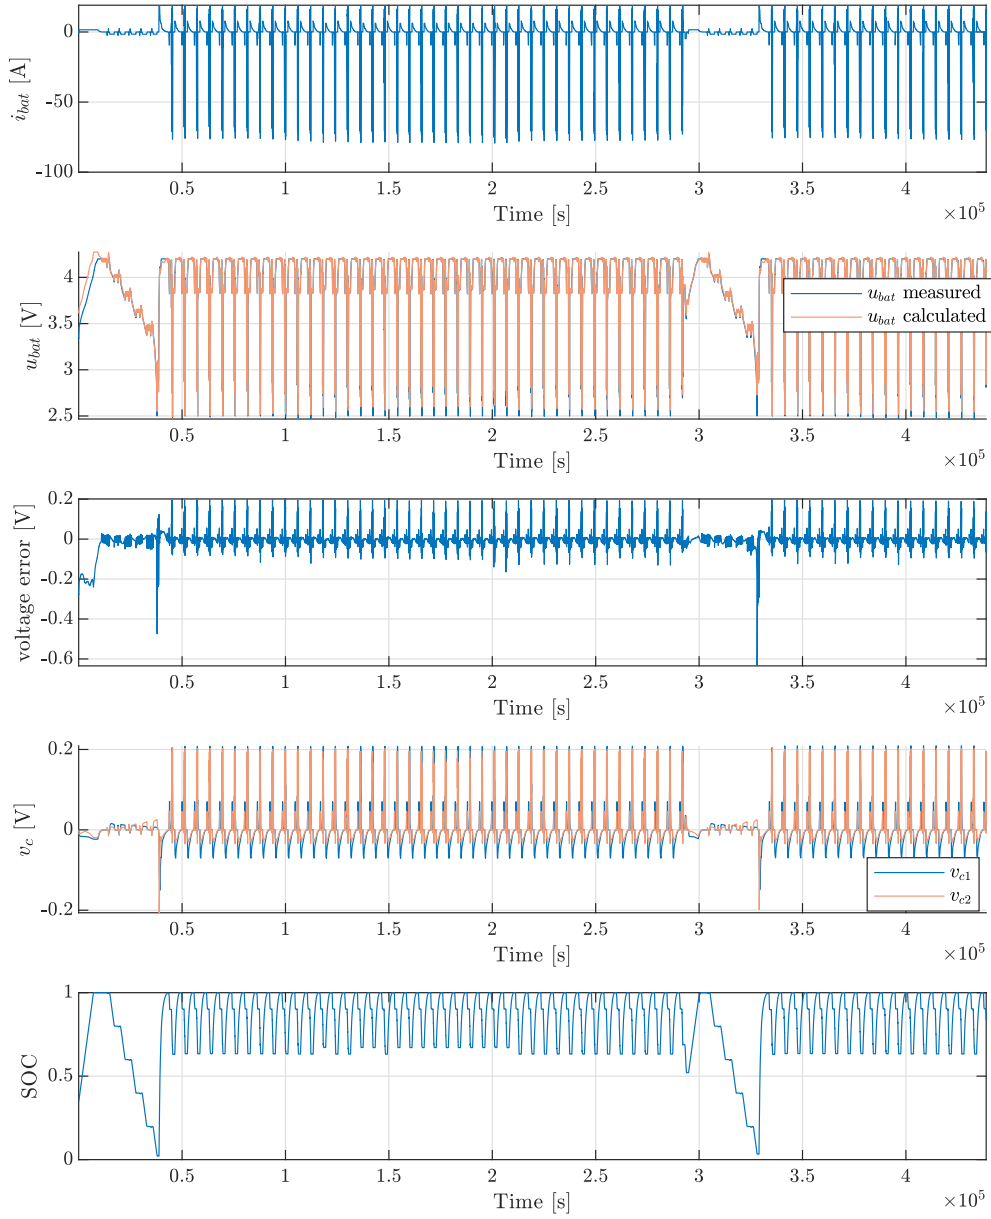 0
-50
-100
i_bat [A]
0.5 1 1.5 2 2.5 3 3.5 4
Time [s]
×10^5
4
3.5
3
2.5
u_bat [V]
u_bat measured
u_bat calculated
0.5 1 1.5 2 2.5 3 3.5 4
Time [s]
×10^5
0.2
0
-0.2
-0.4
-0.6
voltage error [V]
0.5 1 1.5 2 2.5 3 3.5 4
Time [s]
×10^5
0.2
0
-0.2
v_c [V]
v_c1
v_c2
0.5 1 1.5 2 2.5 3 3.5 4
Time [s]
×10^5
1
0.5
0
SOC
0.5 1 1.5 2 2.5 3 3.5 4
Time [s]
×10^5